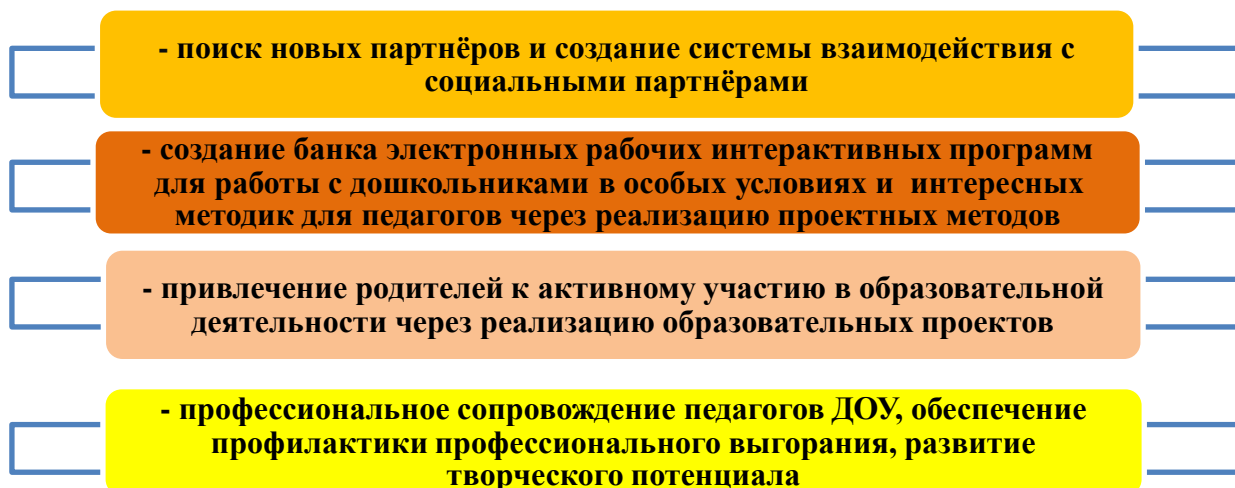 - поиск новых партнёров и создание системы взаимодействия с
социальными партнёрами
- создание банка электронных рабочих интерактивных программ
для работы с дошкольниками в особых условиях и интересных
методик для педагогов через реализацию проектных методов
- привлечение родителей к активному участию в образовательной
деятельности через реализацию образовательных проектов
- профессиональное сопровождение педагогов ДОУ, обеспечение
профилактики профессионального выгорания, развитие
творческого потенциала